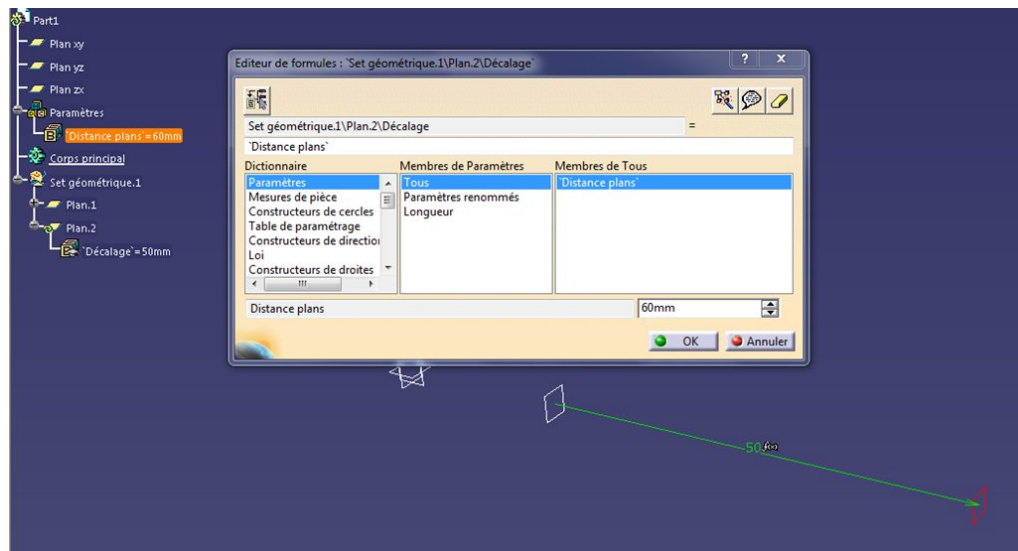 Part1
Plan xy
Plan yz
Plan zx
Paramètres
`Distance plans`=60mm
Corps principal
Set géométrique.1
Plan.1
Plan.2
`Décalage`=50mm
Editeur de formules : `Set géométrique.1\Plan.2\Décalage`
? X
Set géométrique.1\Plan.2\Décalage =
`Distance plans`
Dictionnaire Membres de Paramètres Membres de Tous
Paramètres Tous `Distance plans`
Mesures de pièce Paramètres renommés
Constructeurs de cercles Longueur
Table de paramétrage
Constructeurs de direction
Loi
Constructeurs de droites
Distance plans 60mm
OK Annuler
50 f(x)